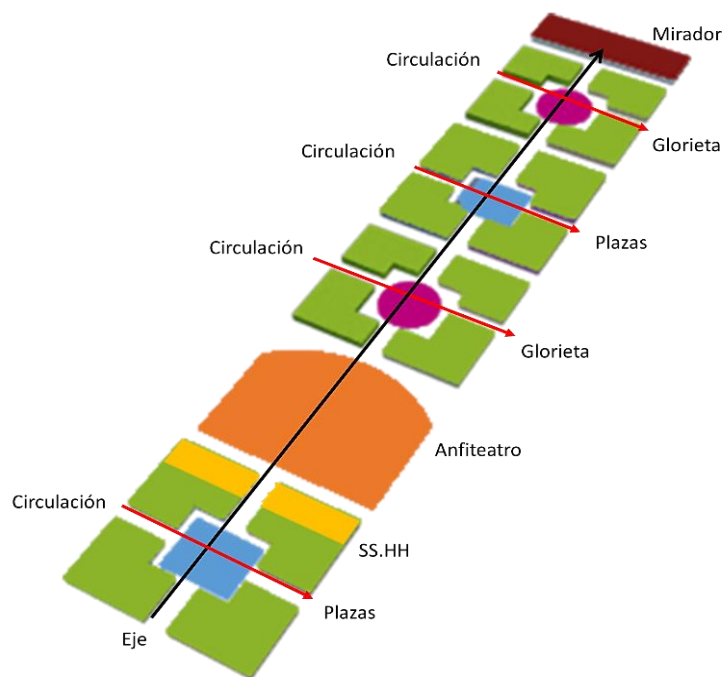 Mirador
Circulación
Glorieta
Circulación
Plazas
Circulación
Glorieta
Anfiteatro
Circulación
SS.HH
Plazas
Eje